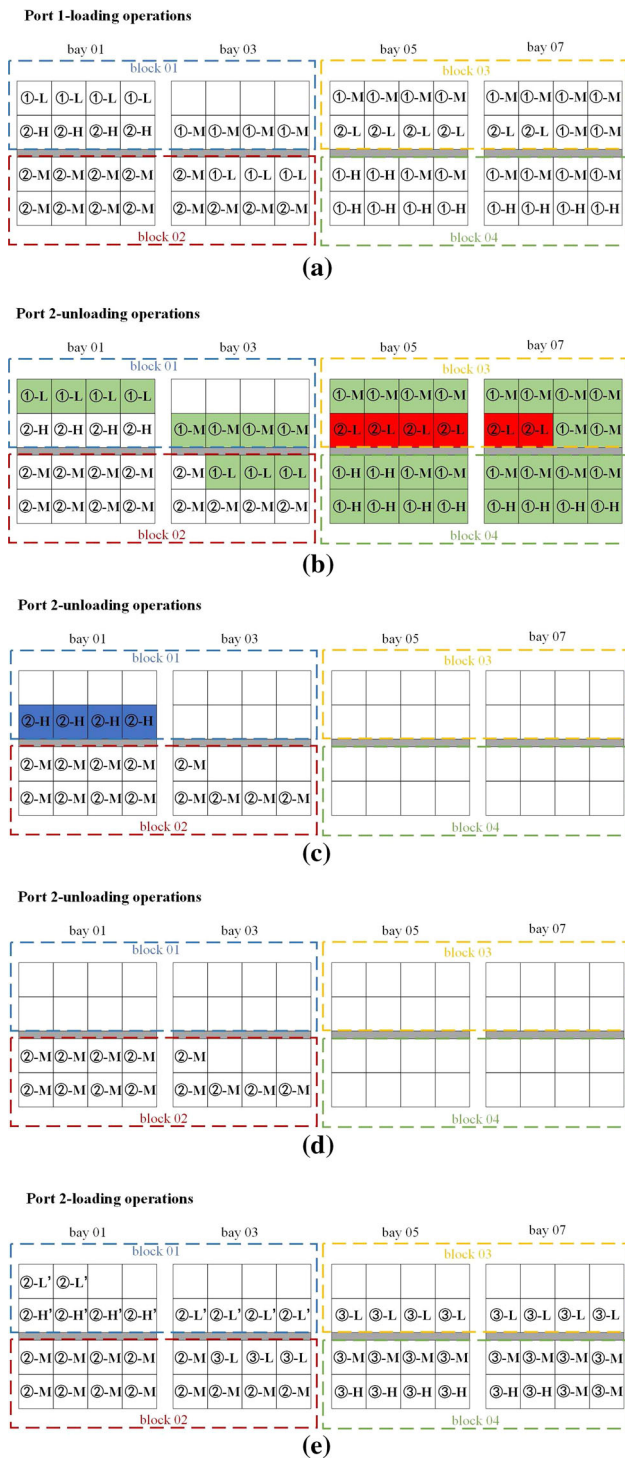 Port 1-loading operations
bay 01 bay 03 bay 05 bay 07
block 01 block 03
①-L ①-L ①-L ①-L ①-M ①-M ①-M ①-M ①-M ①-M ①-M ①-M
②-H ②-H ②-H ②-H ①-M ①-M ①-M ①-M ②-L ②-L ②-L ②-L ②-L ②-L ①-M ①-M
②-M ②-M ②-M ②-M ②-M ①-L ①-L ①-L ①-H ①-H ①-M ①-M ①-M ①-M ①-M ①-M
②-M ②-M ②-M ②-M ②-M ②-M ②-M ②-M ①-H ①-H ①-H ①-H ①-H ①-H ①-H ①-H
block 02 block 04
(a)
Port 2-unloading operations
bay 01 bay 03 bay 05 bay 07
block 01 block 03
①-L ①-L ①-L ①-L ①-M ①-M ①-M ①-M ①-M ①-M ①-M ①-M
②-H ②-H ②-H ②-H ①-M ①-M ①-M ①-M ②-L ②-L ②-L ②-L ②-L ②-L ①-M ①-M
②-M ②-M ②-M ②-M ②-M ①-L ①-L ①-L ①-H ①-H ①-M ①-M ①-M ①-M ①-M ①-M
②-M ②-M ②-M ②-M ②-M ②-M ②-M ②-M ①-H ①-H ①-H ①-H ①-H ①-H ①-H ①-H
block 02 block 04
(b)
Port 2-unloading operations
bay 01 bay 03 bay 05 bay 07
block 01 block 03
②-H ②-H ②-H ②-H
②-M ②-M ②-M ②-M ②-M
②-M ②-M ②-M ②-M ②-M ②-M ②-M ②-M
block 02 block 04
(c)
Port 2-unloading operations
bay 01 bay 03 bay 05 bay 07
block 01 block 03
②-M ②-M ②-M ②-M ②-M
②-M ②-M ②-M ②-M ②-M ②-M ②-M ②-M
block 02 block 04
(d)
Port 2-loading operations
bay 01 bay 03 bay 05 bay 07
block 01 block 03
②-L' ②-L'
②-H' ②-H' ②-H' ②-H' ②-L' ②-L' ②-L' ②-L' ③-L ③-L ③-L ③-L ③-L ③-L ③-L ③-L
②-M ②-M ②-M ②-M ②-M ③-L ③-L ③-L ③-M ③-M ③-M ③-M ③-M ③-M ③-M ③-M
②-M ②-M ②-M ②-M ②-M ②-M ②-M ②-M ③-H ③-H ③-H ③-H ③-H ③-H ③-M ③-M
block 02 block 04
(e)